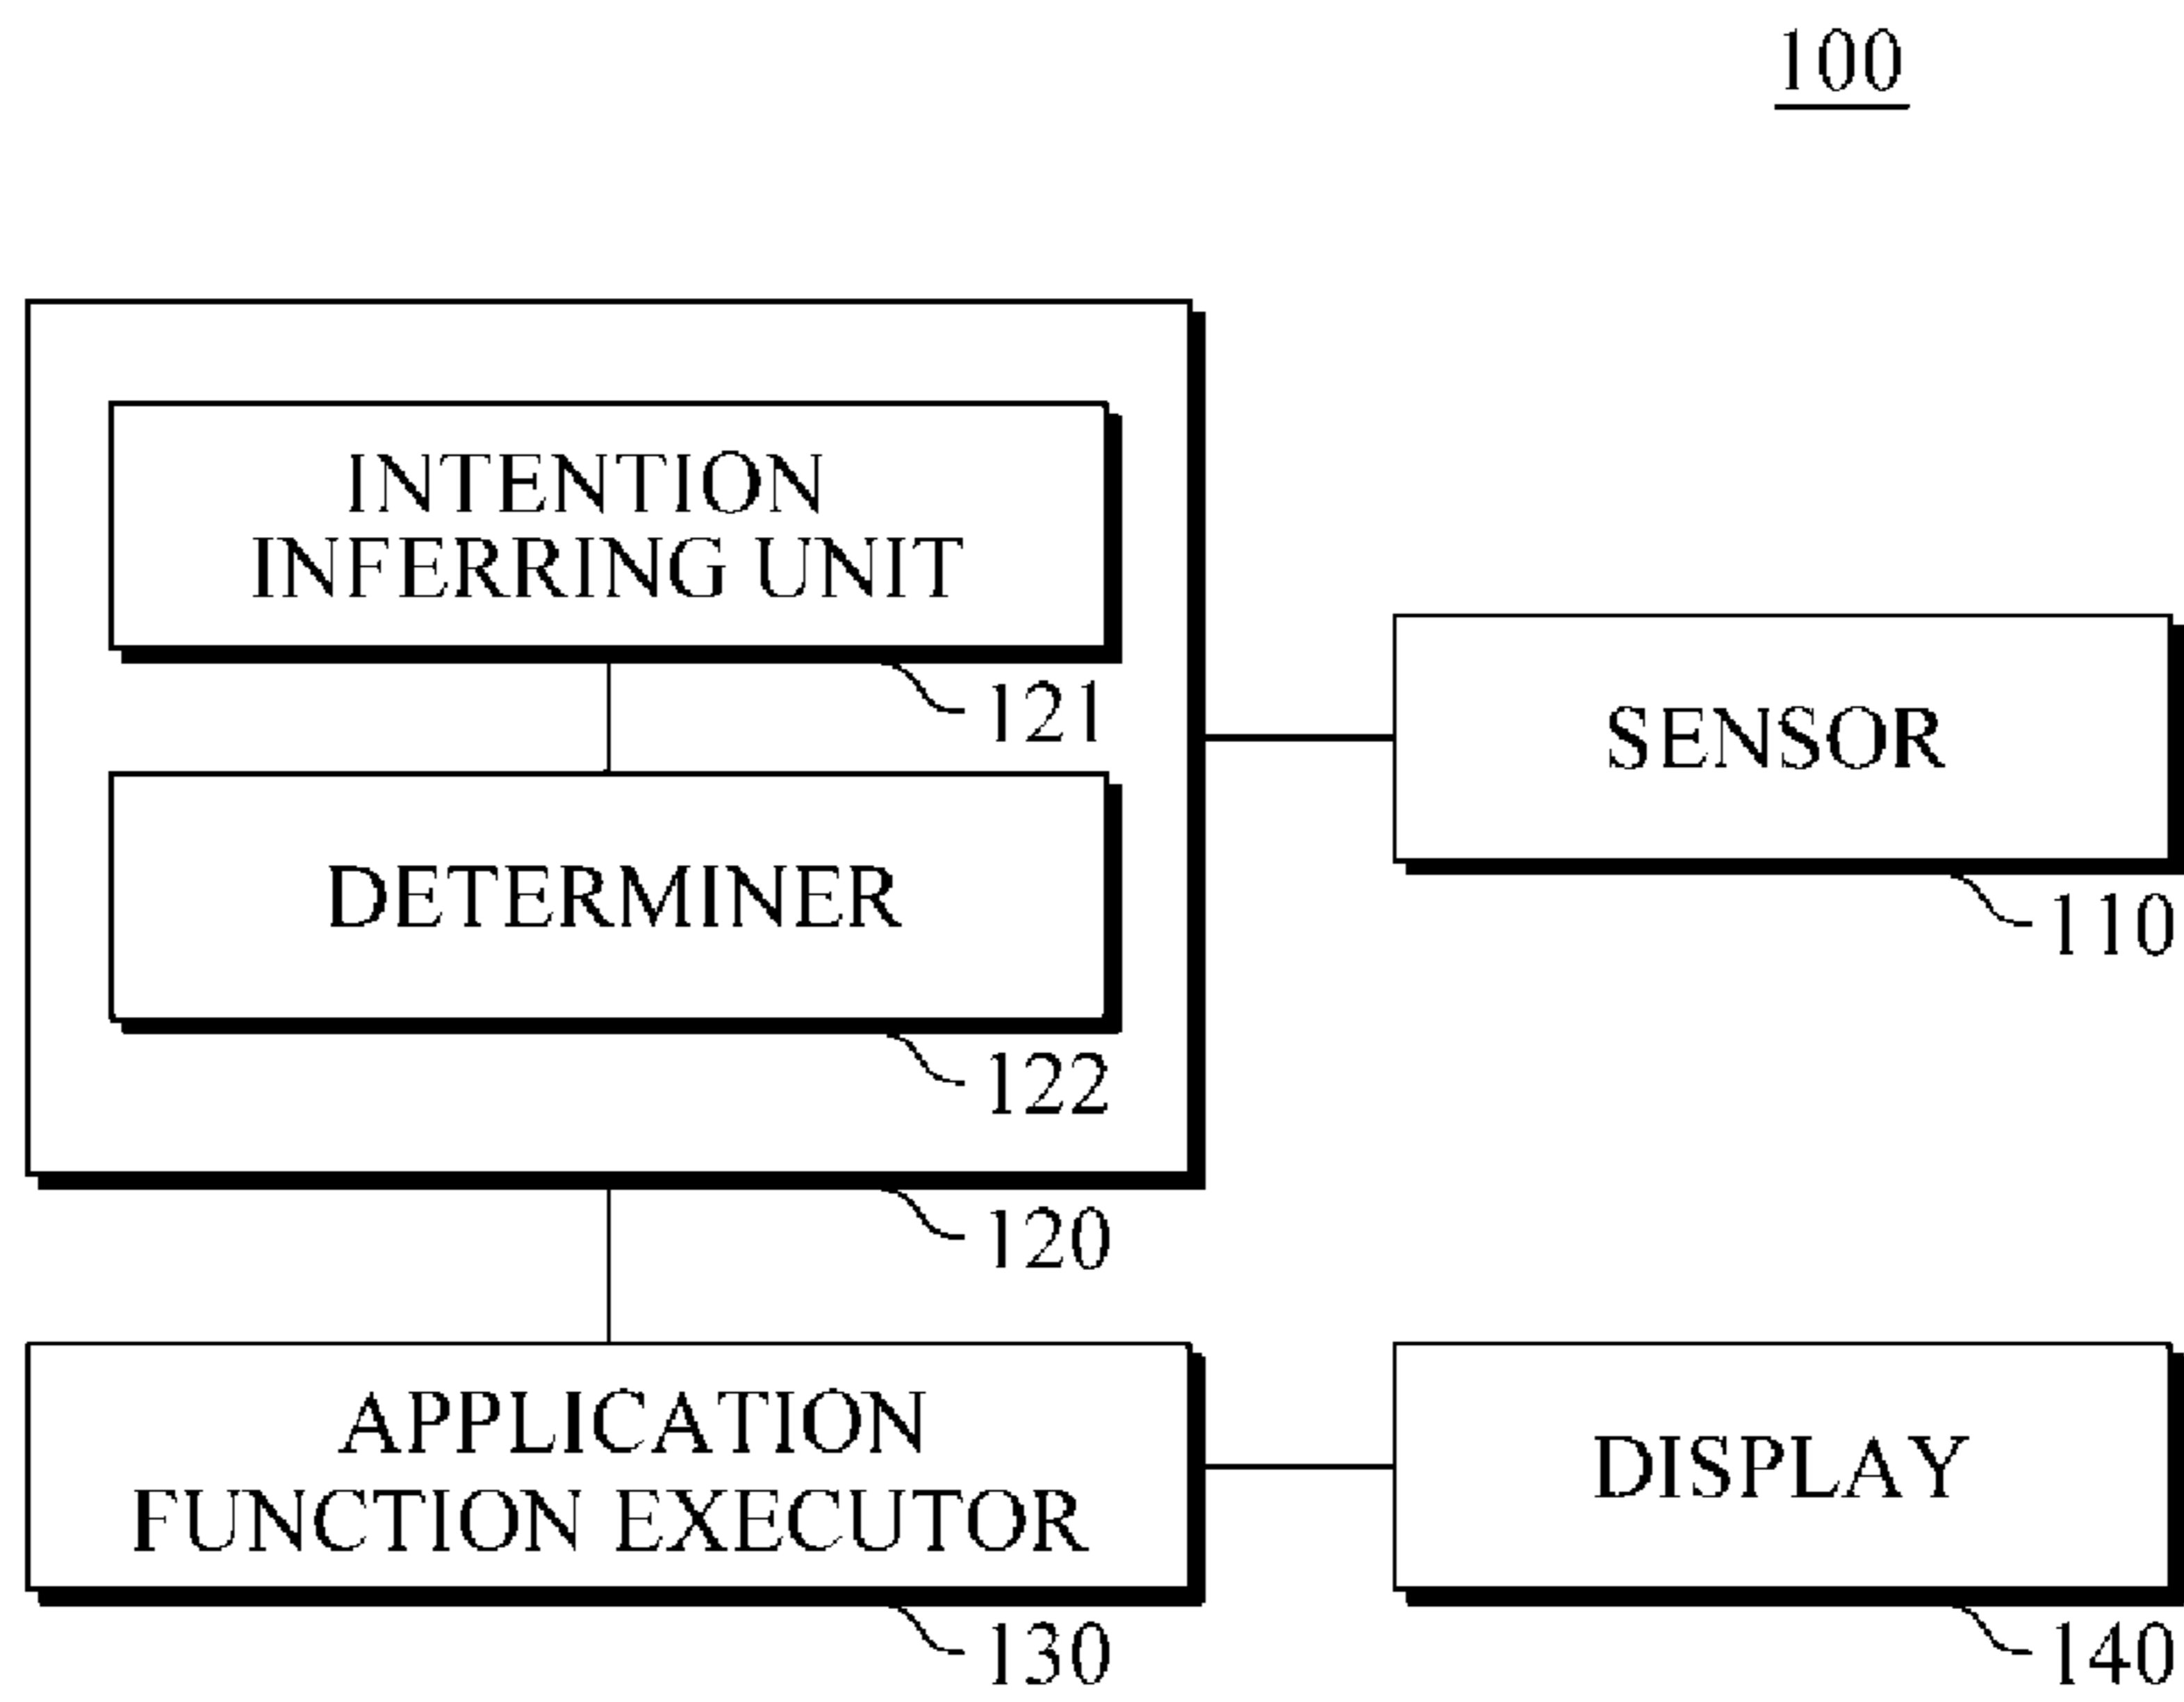 100
INTENTION
INFERRING UNIT
121
SENSOR
110
DETERMINER
122
120
APPLICATION
FUNCTION EXECUTOR
130
DISPLAY
140